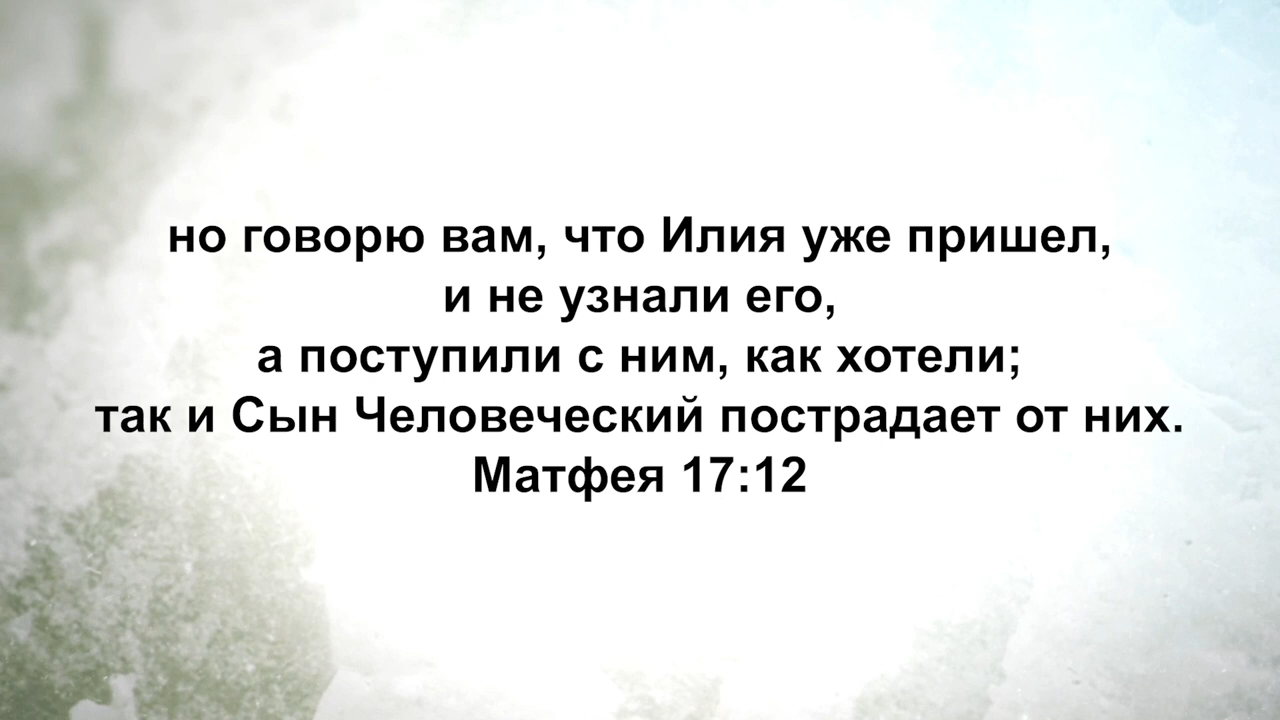 но говорю вам, что Илия уже пришел,
и не узнали его,
а поступили с ним, как хотели;
так и Сын Человеческий пострадает от них.
Матфея 17:12